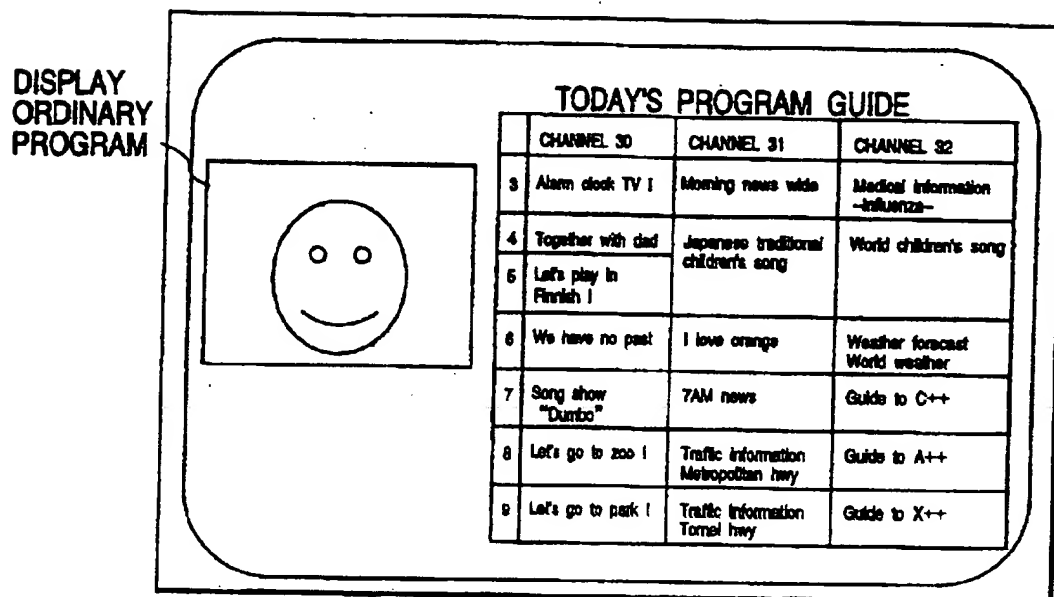 DISPLAY
ORDINARY
PROGRAM
TODAY'S PROGRAM GUIDE
CHANNEL 30 CHANNEL 31 CHANNEL 32
3 Alarm clock TV ! Morning news wide Medical information
-Influenza-
4 Together with dad Japanese traditional World children's song
children's song
5 Let's play in
Finnish !
6 We have no past I love orange Weather forecast
World weather
7 Song show 7AM news Guide to C++
"Dumbo"
8 Let's go to zoo ! Traffic information Guide to A++
Metropolitan hwy
9 Let's go to park ! Traffic information Guide to X++
Tomei hwy